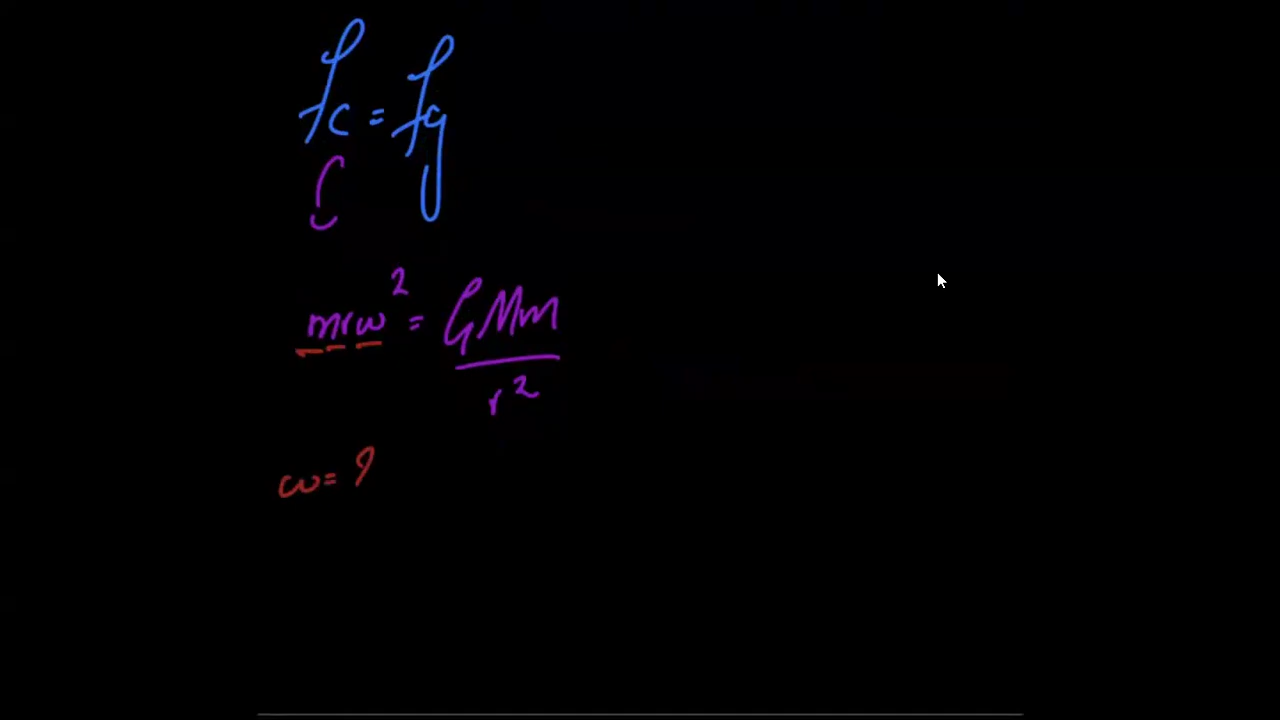 fc = fg
mrω² = GMm / r²
ω = ?